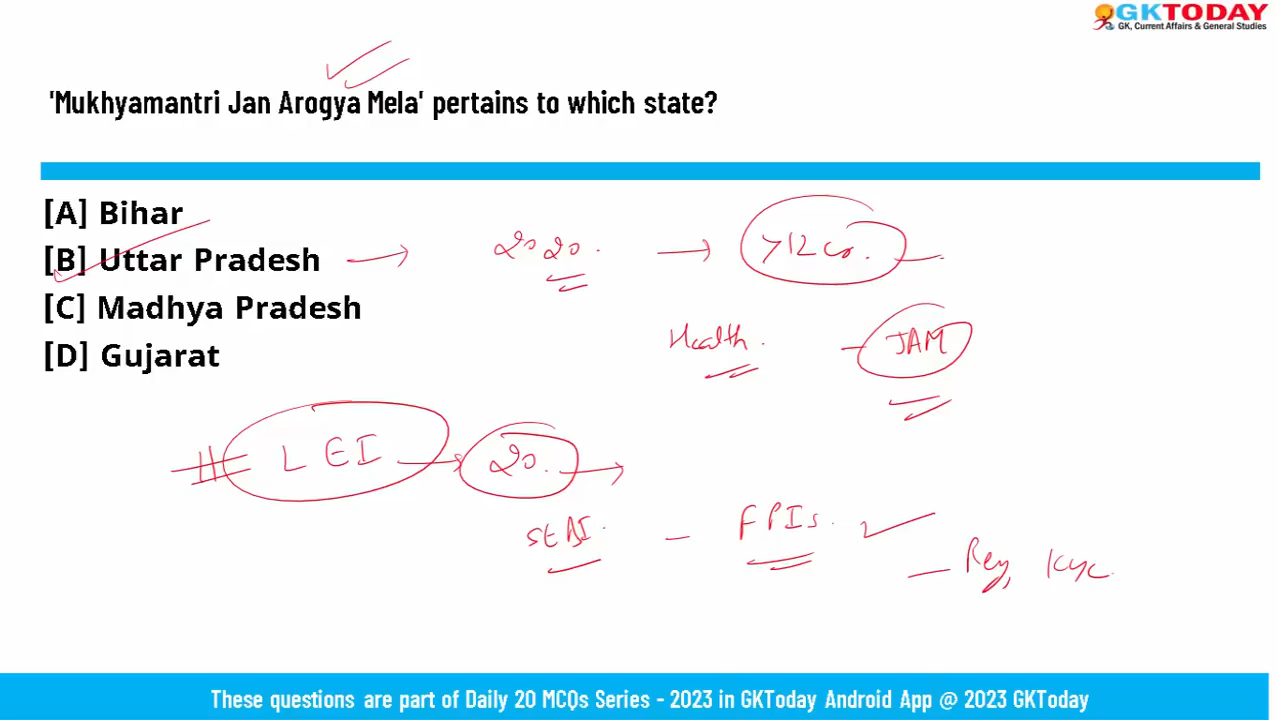 GKTODAY
GK, Current Affairs & General Studies
'Mukhyamantri Jan Arogya Mela' pertains to which state?
[A] Bihar
[B] Uttar Pradesh
2020.
>12 Cr.
[C] Madhya Pradesh
Health.
JAM
[D] Gujarat
LEI
20.
SEBI.
FPIs.
Reg, KYC
These questions are part of Daily 20 MCQs Series - 2023 in GKToday Android App @ 2023 GKToday